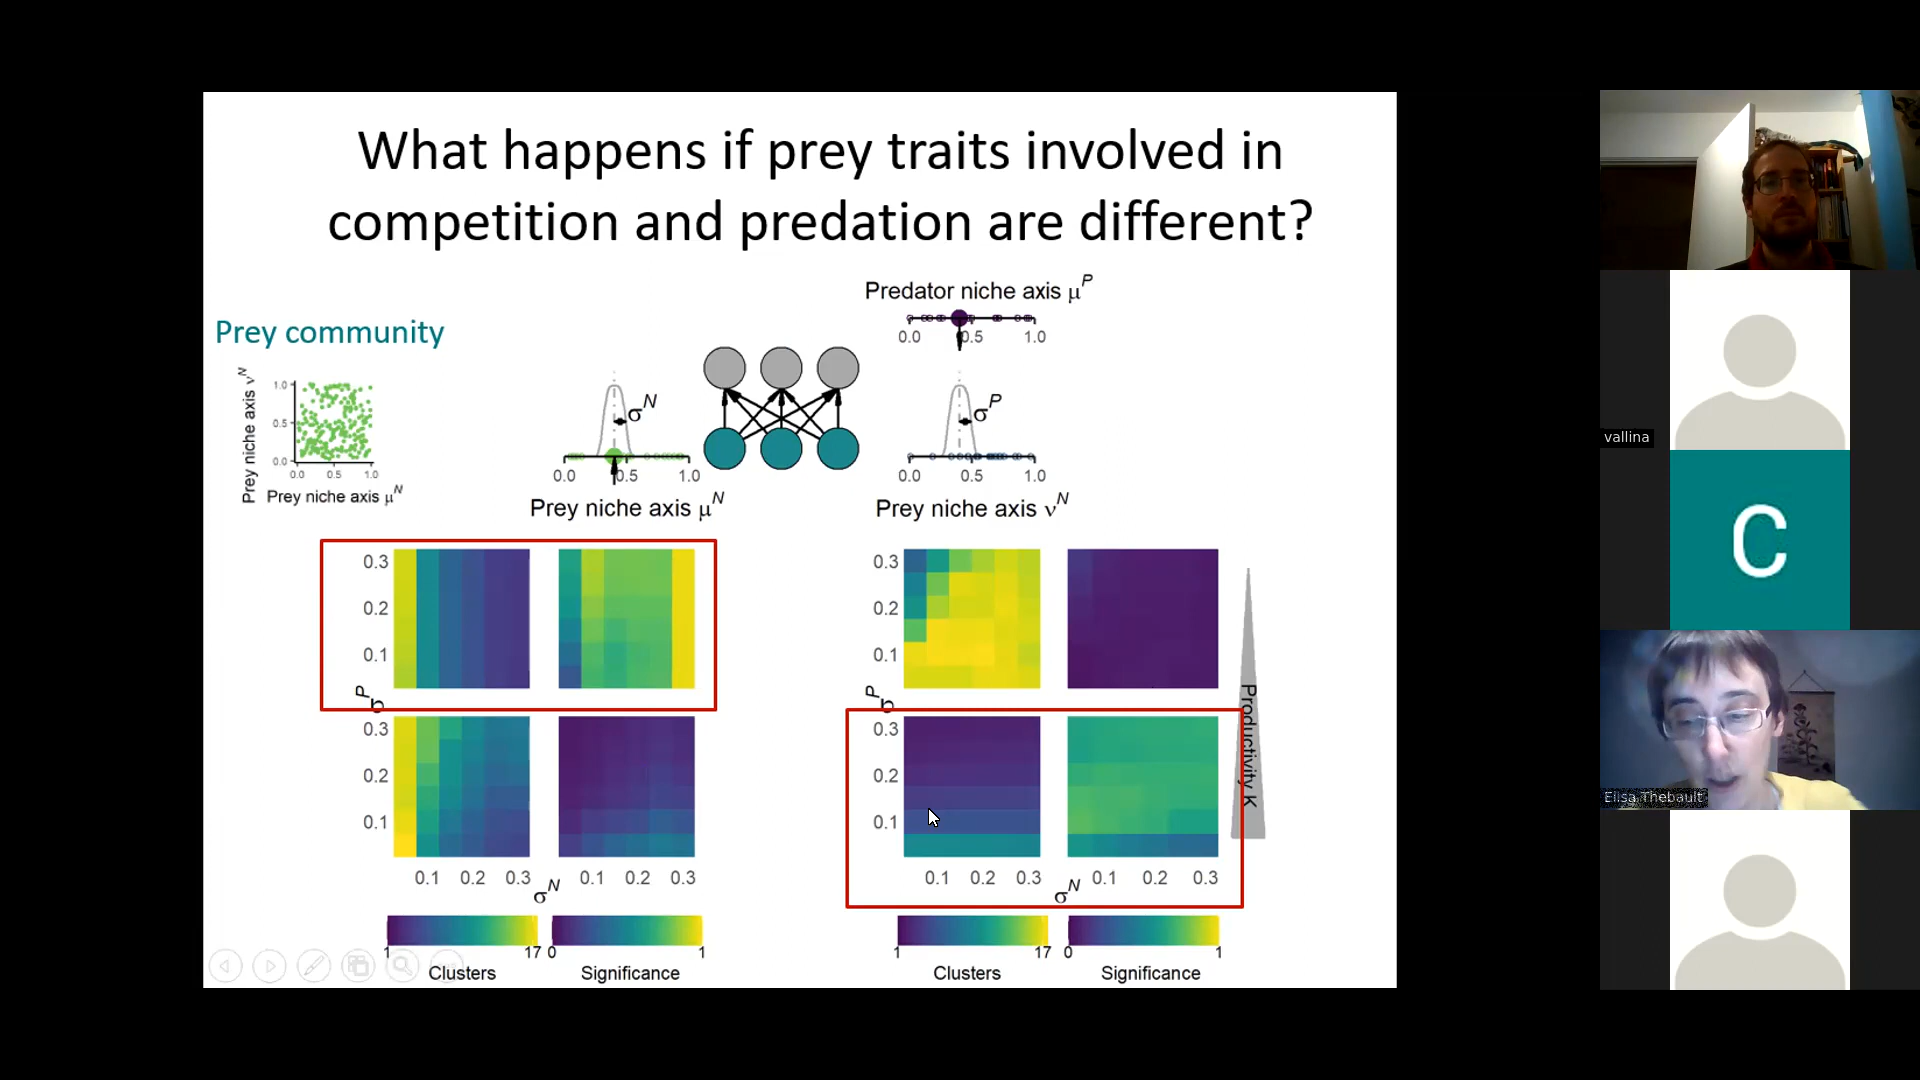 What happens if prey traits involved in
competition and predation are different?
Prey community
Prey niche axis νᴺ
1.0
0.5
0.0
0.0 0.5 1.0
Prey niche axis μᴺ
σᴺ
0.0 0.5 1.0
Prey niche axis μᴺ
Predator niche axis μᴾ
0.0 0.5 1.0
σᴾ
0.0 0.5 1.0
Prey niche axis νᴺ
0.3
0.2
0.1
σᴾ
0.3
0.2
0.1
0.1 0.2 0.3 σᴺ 0.1 0.2 0.3
1 17 0 1
Clusters Significance
0.3
0.2
0.1
σᴾ
0.3
0.2
0.1
0.1 0.2 0.3 σᴺ 0.1 0.2 0.3
1 17 0 1
Clusters Significance
Productivity K
vallina
C
Elisa Thebault